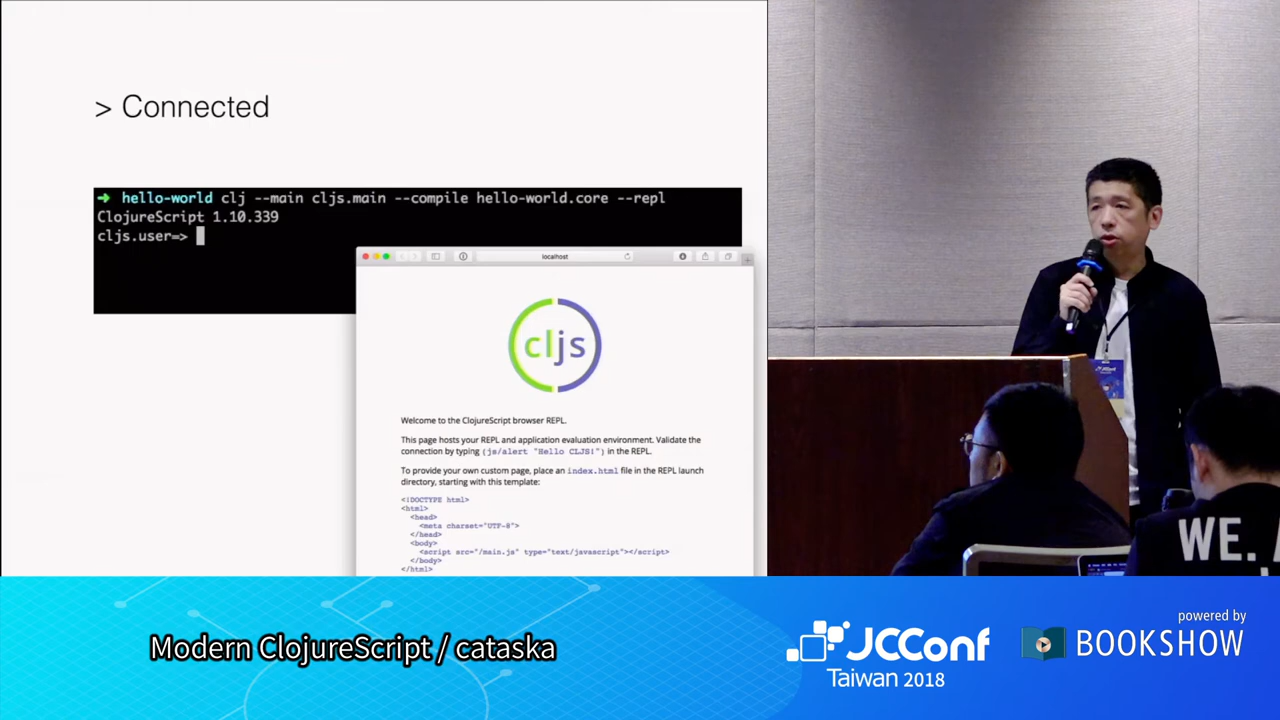 > Connected
➜ hello-world clj --main cljs.main --compile hello-world.core --repl
ClojureScript 1.10.339
cljs.user=>
localhost
cljs
Welcome to the ClojureScript browser REPL.
This page hosts your REPL and application evaluation environment. Validate the
connection by typing (js/alert "Hello CLJS!") in the REPL.
To provide your own custom page, place an index.html file in the REPL launch
directory, starting with this template:
<!DOCTYPE html>
<html>
<head>
<meta charset="UTF-8">
</head>
<body>
<script src="/main.js" type="text/javascript"></script>
</body>
</html>
WE. A
Modern ClojureScript / cataska
JCConf
Taiwan 2018
powered by
BOOKSHOW